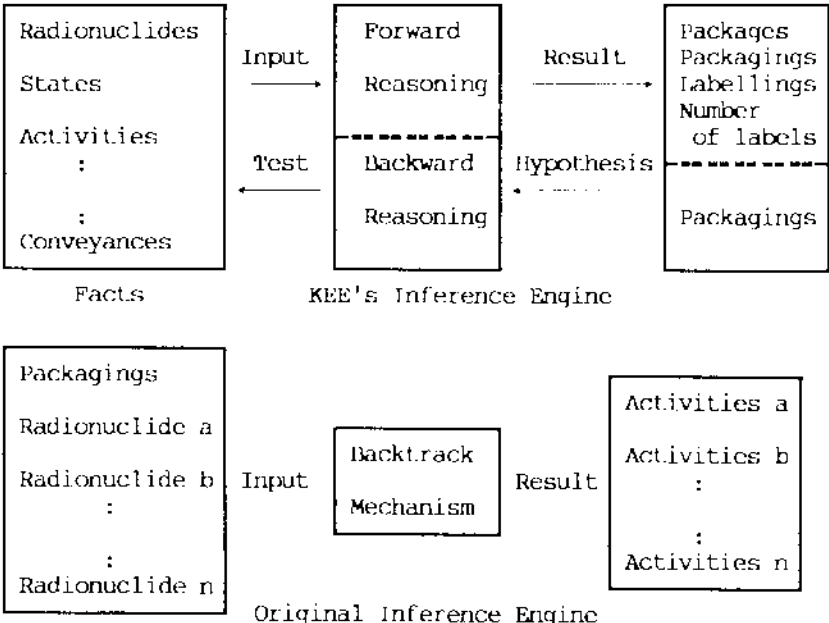 Radionuclides
States
Activities
:
:
Conveyances
Facts
Input
Test
Forward
Reasoning
Backward
Reasoning
KEE's Inference Engine
Result
Hypothesis
Packages
Packagings
Labellings
Number
of labels
Packagings
Packagings
Radionuclide a
Radionuclide b
:
:
Radionuclide n
Input
Backtrack
Mechanism
Result
Activities a
Activities b
:
:
Activities n
Original Inference Engine